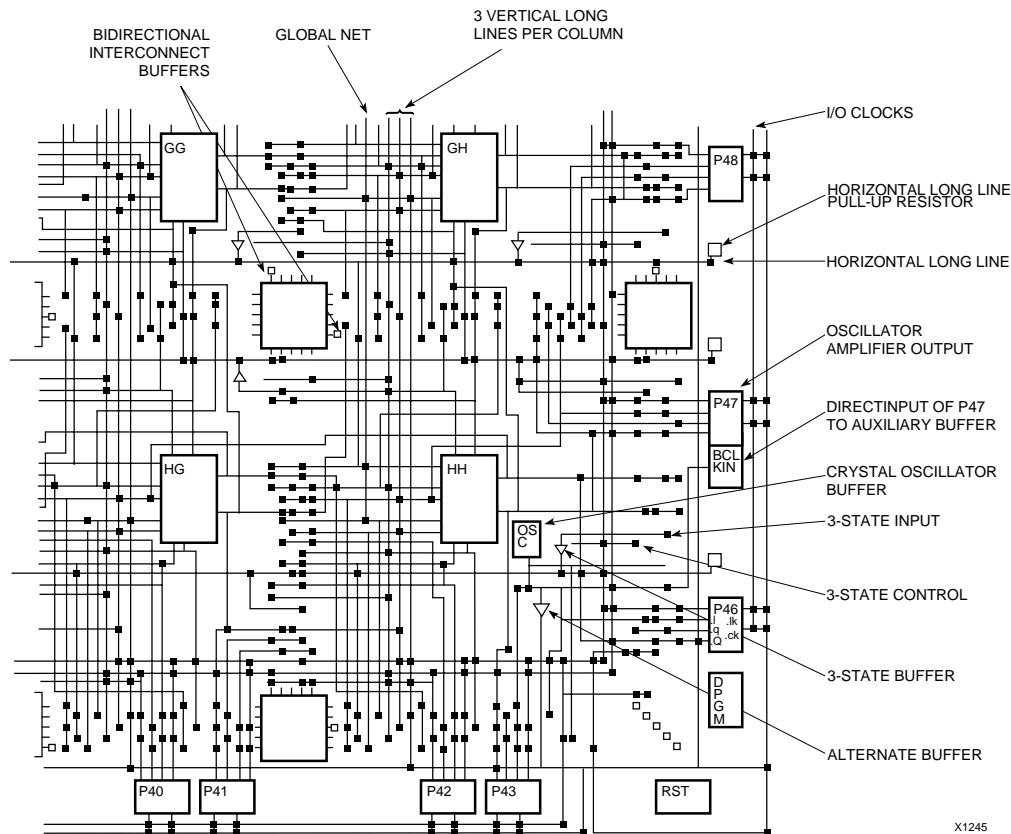 3 VERTICAL LONG
LINES PER COLUMN
BIDIRECTIONAL
INTERCONNECT
BUFFERS
GLOBAL NET
I/O CLOCKS
GG
GH
P48
HORIZONTAL LONG LINE
PULL-UP RESISTOR
HORIZONTAL LONG LINE
OSCILLATOR
AMPLIFIER OUTPUT
P47
DIRECTINPUT OF P47
TO AUXILIARY BUFFER
BCL
KIN
HG
HH
CRYSTAL OSCILLATOR
BUFFER
OS
C
3-STATE INPUT
3-STATE CONTROL
P46
.l .lk
.q .ck
.Q
3-STATE BUFFER
D
P
G
M
ALTERNATE BUFFER
P40
P41
P42
P43
RST
X1245